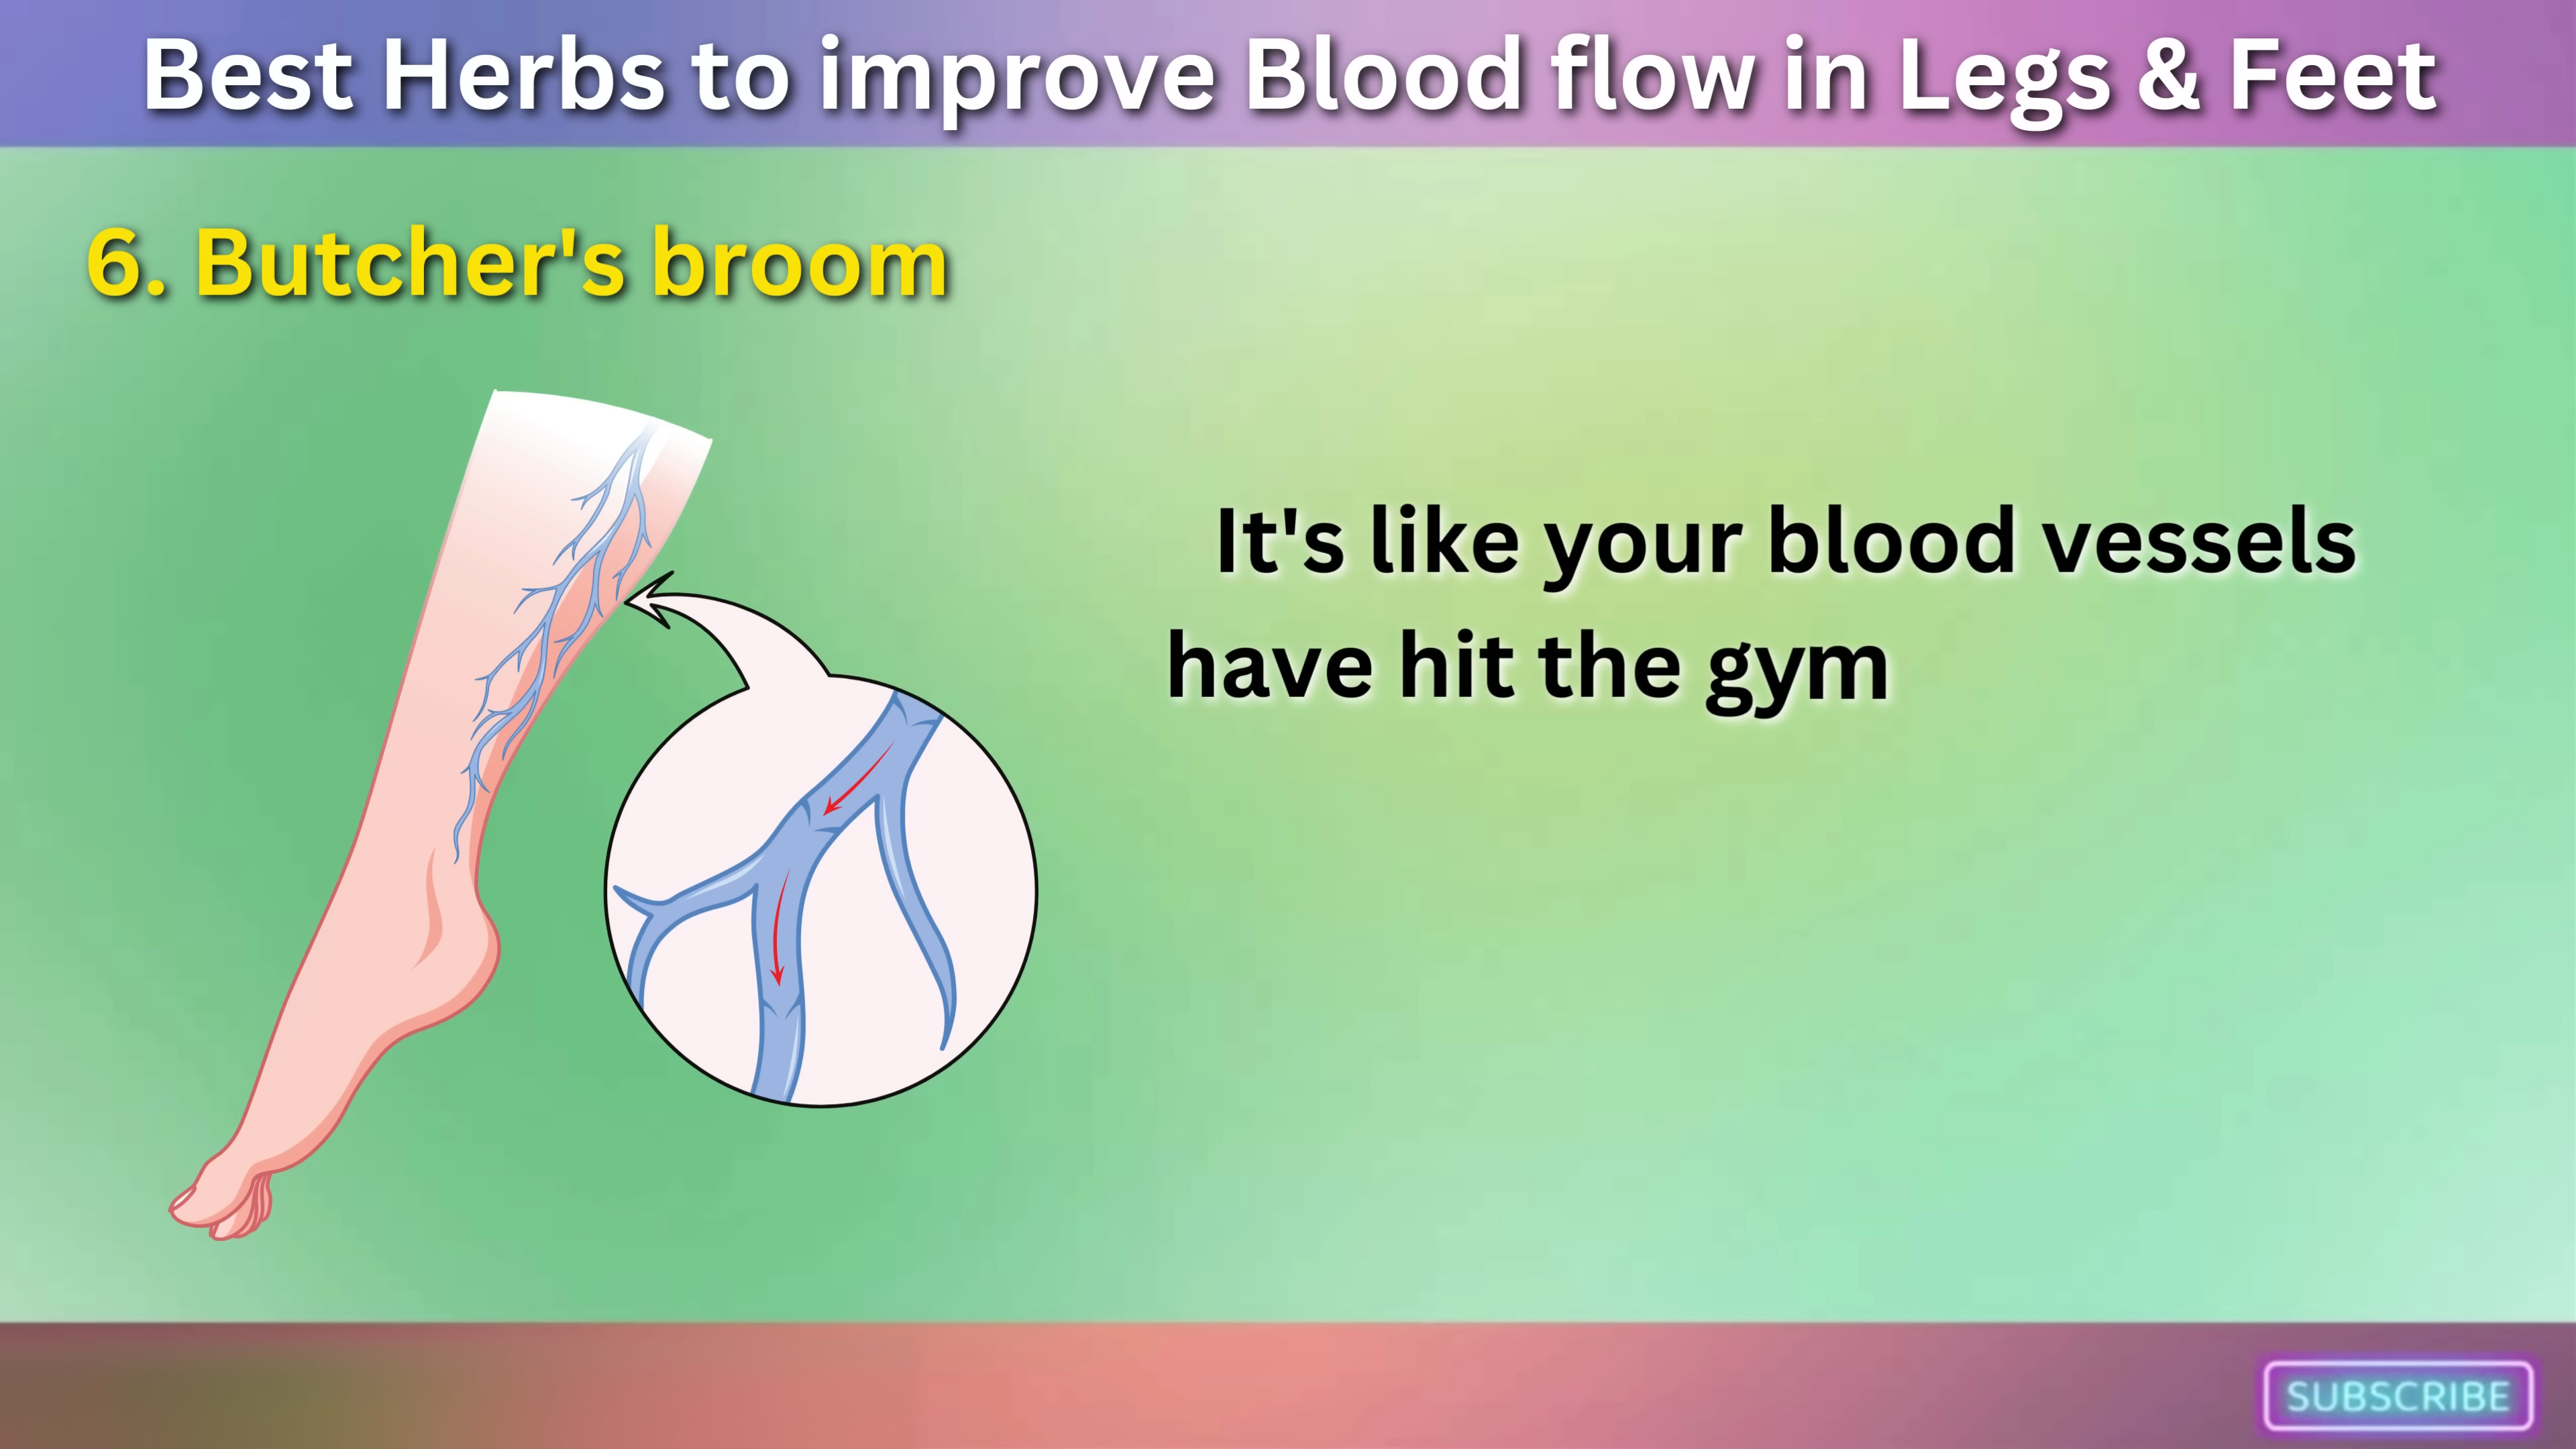 Best Herbs to improve Blood flow in Legs & Feet
6. Butcher's broom
It's like your blood vessels
have hit the gym
SUBSCRIBE